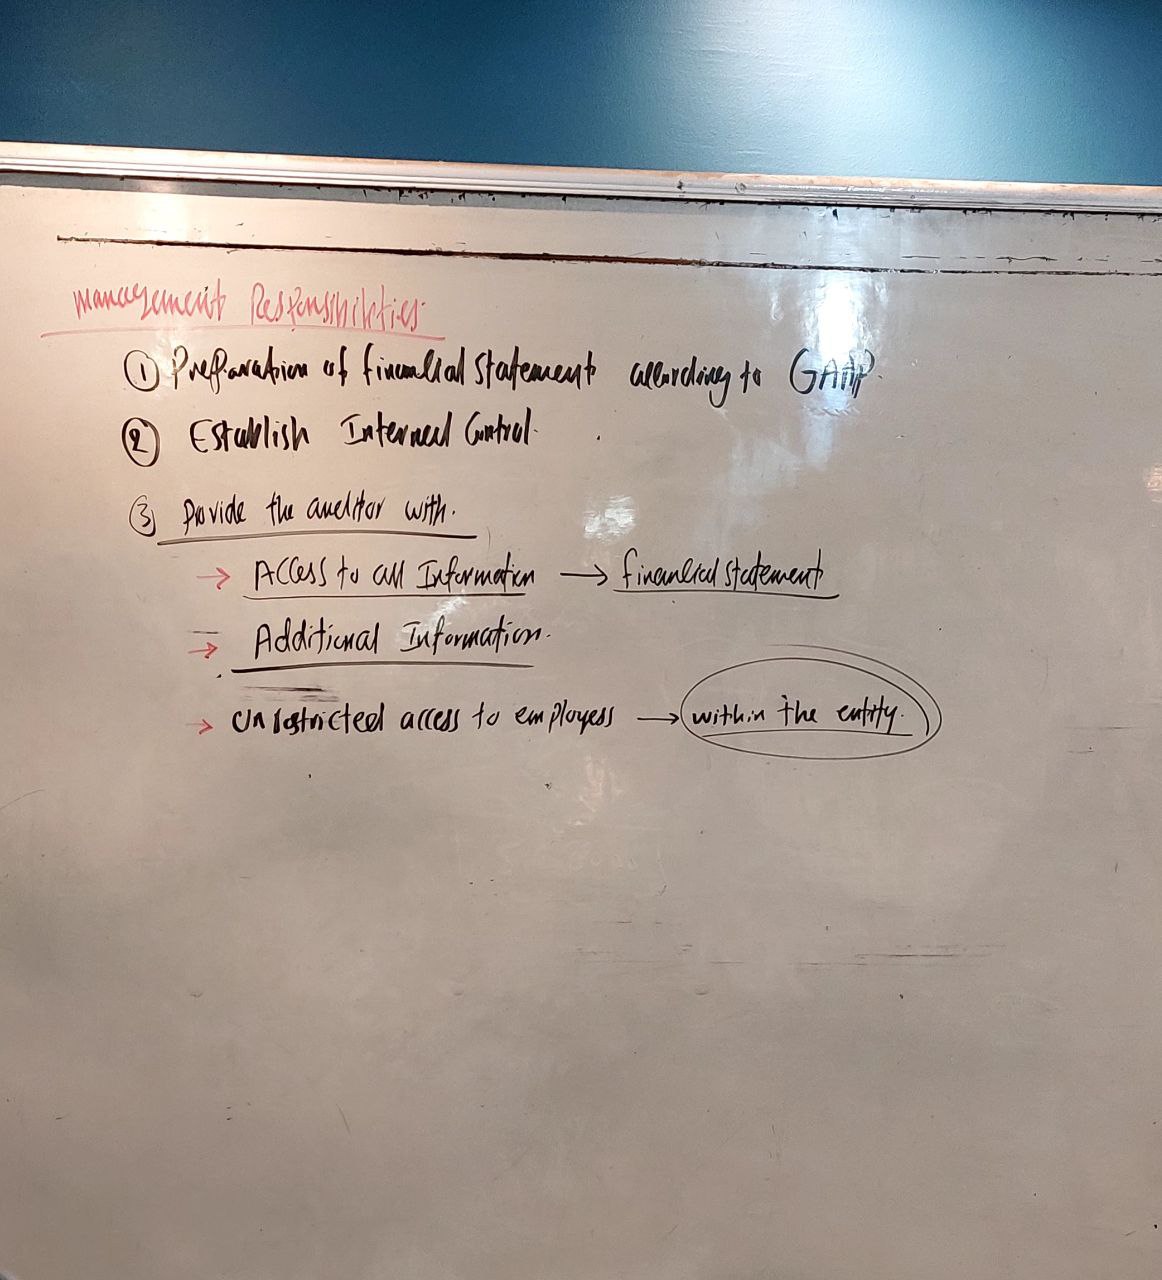 management Responsibilities
① Preparation of financial statement according to GAAP.
② Establish Internal Control.
③ Provide the auditor with.
→ Access to all Information → financial statement
→ Additional Information.
→ unrestricted access to employess → within the entity.